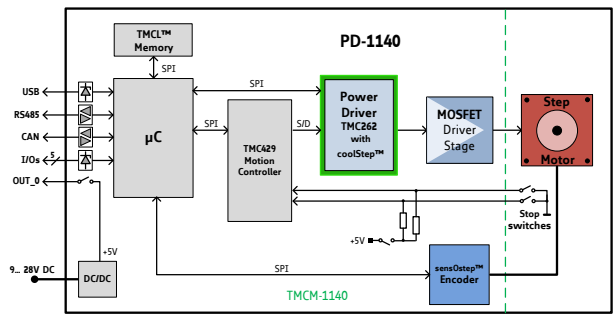 PD-1140
TMCL™
Memory
SPI
USB
RS485
CAN
I/Os
5
OUT_0
µC
SPI
SPI
TMC429
Motion
Controller
S/D
Power
Driver
TMC262
with
coolStep™
MOSFET
Driver
Stage
Step
Motor
Stop
switches
+5V
+5V
9... 28V DC
DC/DC
SPI
sensOstep™
Encoder
TMCM-1140